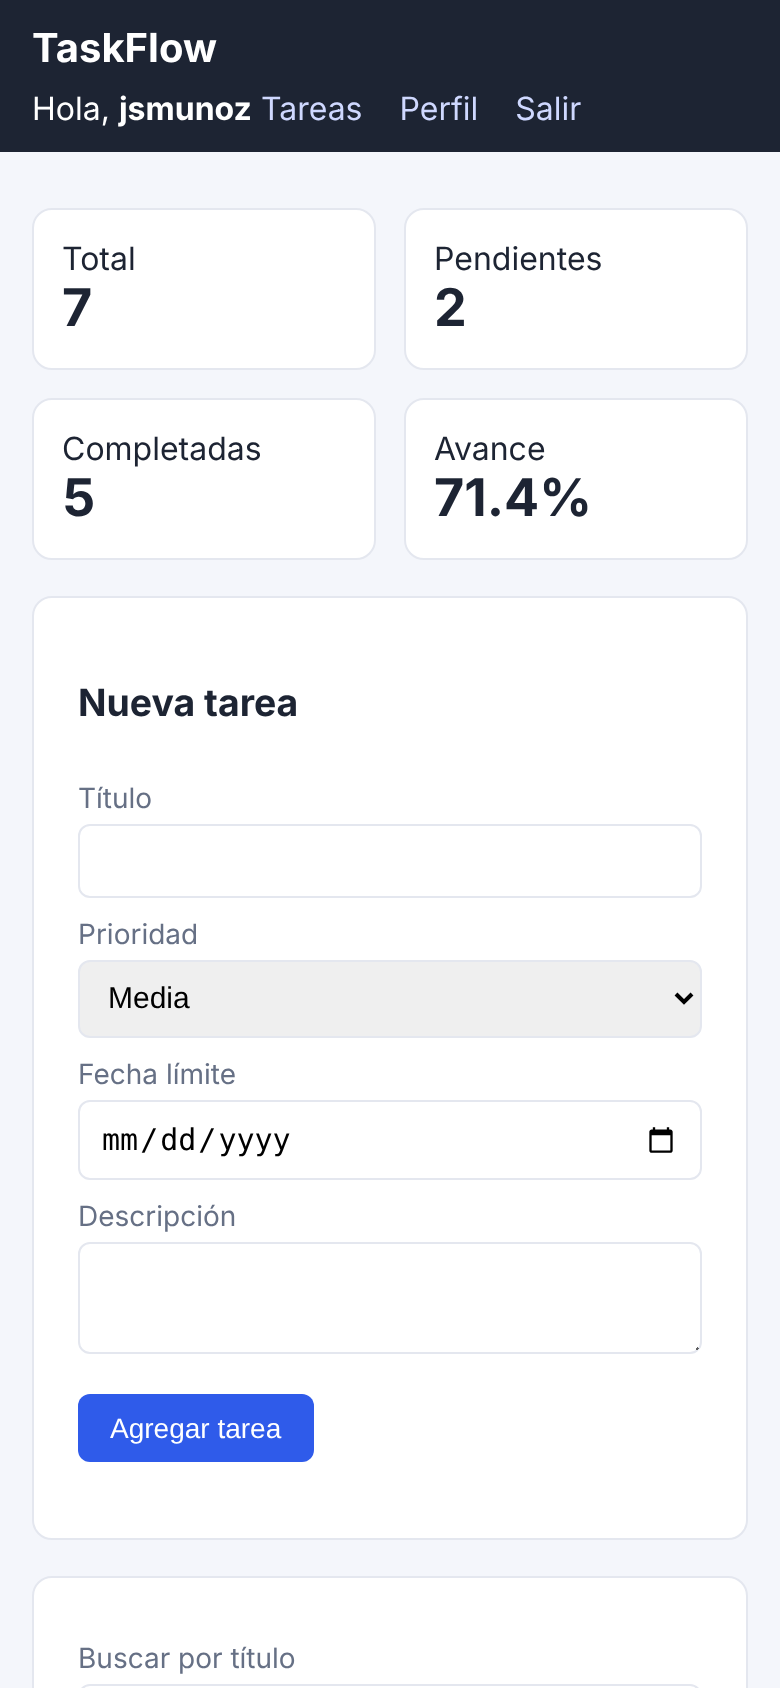 TaskFlow
Hola, jsmunoz Tareas Perfil Salir
Total
7
Pendientes
2
Completadas
5
Avance
71.4%
Nueva tarea
Título
Prioridad
Media
Fecha límite
mm/dd/yyyy
Descripción
Agregar tarea
Buscar por título